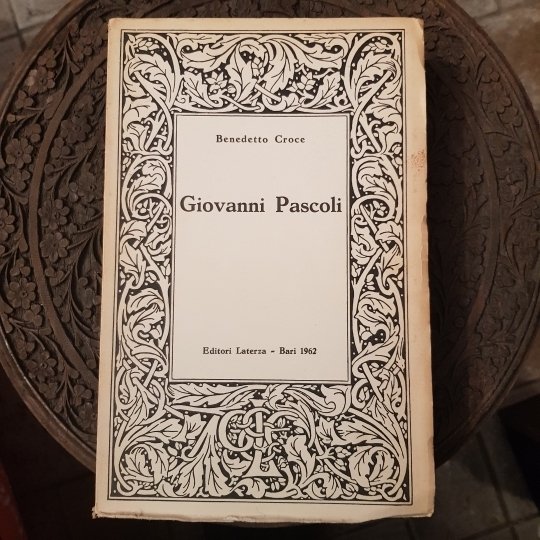 Benedetto Croce
Giovanni Pascoli
Editori Laterza - Bari 1962